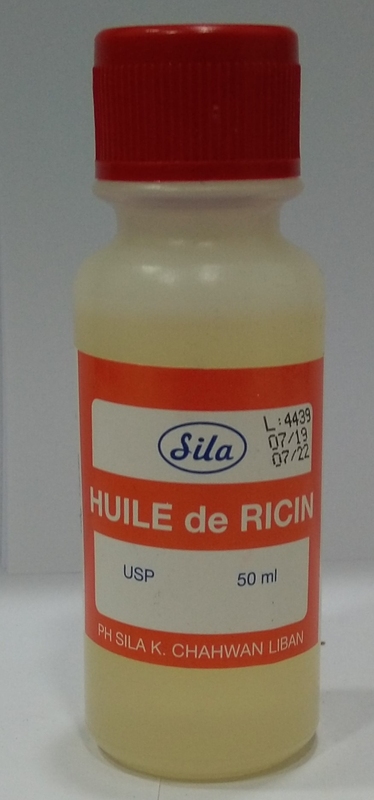 Sila
L:4439
07/19
07/22
HUILE de RICIN
USP 50 ml
PH SILA K. CHAHWAN LIBAN